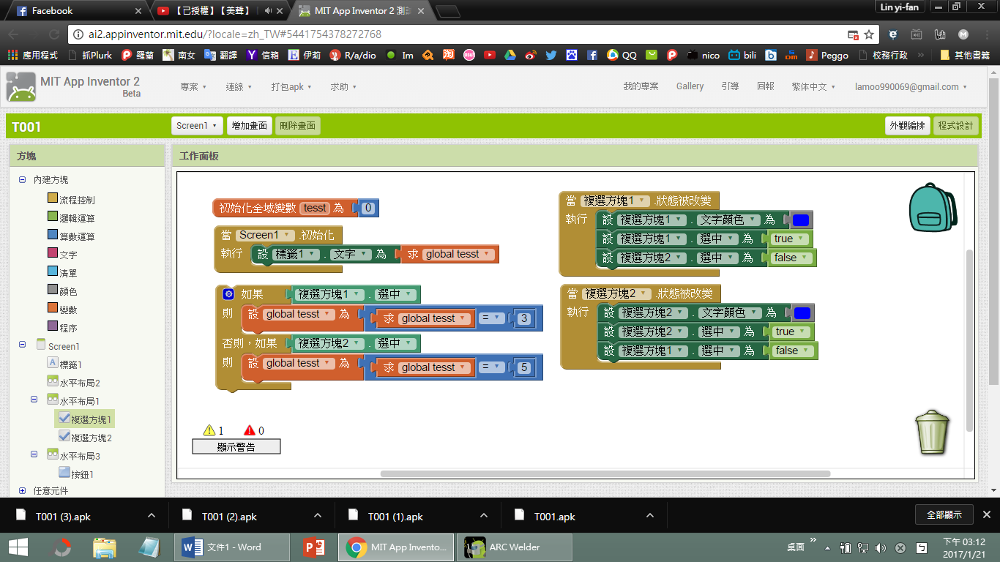 Facebook
【已授權】【美聲】
MIT App Inventor 2 測試
Lin yi-fan
ai2.appinventor.mit.edu/?locale=zh_TW#5441754378272768
應用程式 抓Plurk 羅蘭 南女 翻譯 信箱 伊莉 R/a/dio Im 淘 QQ nico bili Peggo 校務行政 » 其他書籤
MIT App Inventor 2
Beta
專案 連線 打包apk 求助 我的專案 Gallery 引導 回報 繁体中文 lamoo990069@gmail.com
T001 Screen1 增加畫面 刪除畫面 外觀編排 程式設計
方塊
內建方塊
流程控制
邏輯運算
算數運算
文字
清單
顏色
變數
程序
Screen1
標籤1
水平布局2
水平布局1
複選方塊1
複選方塊2
水平布局3
按鈕1
任意元件
工作面板
初始化全域變數 tesst 為 0
當 Screen1 .初始化
執行 設 標籤1 . 文字 為 求 global tesst
如果 複選方塊1 . 選中
則 設 global tesst 為 求 global tesst = 3
否則，如果 複選方塊2 . 選中
則 設 global tesst 為 求 global tesst = 5
當 複選方塊1 .狀態被改變
執行 設 複選方塊1 . 文字顏色 為
設 複選方塊1 . 選中 為 true
設 複選方塊2 . 選中 為 false
當 複選方塊2 .狀態被改變
執行 設 複選方塊2 . 文字顏色 為
設 複選方塊2 . 選中 為 true
設 複選方塊1 . 選中 為 false
1 0
顯示警告
T001 (3).apk T001 (2).apk T001 (1).apk T001.apk 全部顯示
文件1 - Word MIT App Invento... ARC Welder 桌面 » 下午 03:12
2017/1/21